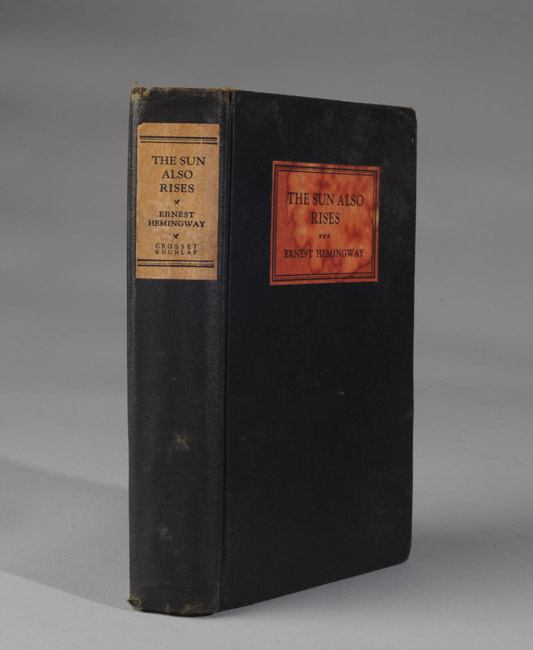 THE SUN
ALSO
RISES
ERNEST
HEMINGWAY
GROSSET
& DUNLAP
THE SUN ALSO
RISES
ERNEST HEMINGWAY